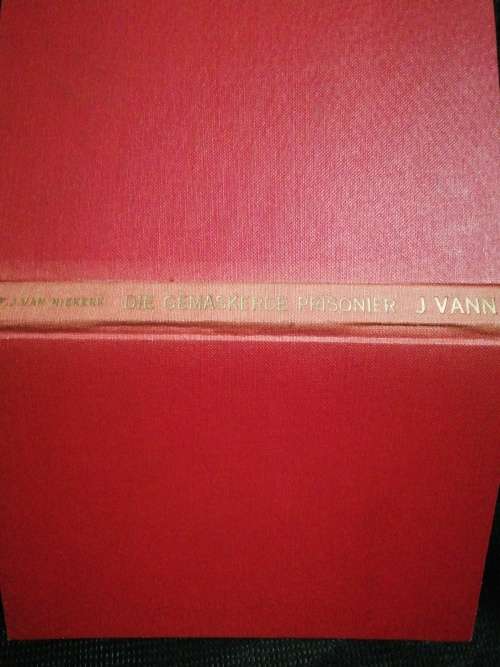 F.J. VAN NIEKERK DIE GEMASKERDE PRISONIER J VANN